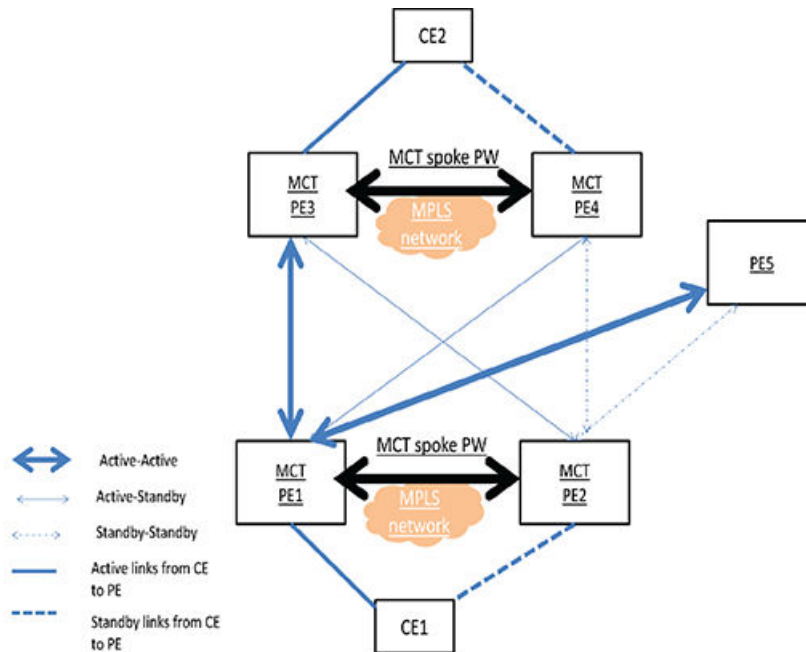 CE2
MCT spoke PW
MCT
PE3
MPLS
network
MCT
PE4
PE5
MCT spoke PW
MCT
PE1
MPLS
network
MCT
PE2
CE1
Active-Active
Active-Standby
Standby-Standby
Active links from CE
to PE
Standby links from CE
to PE